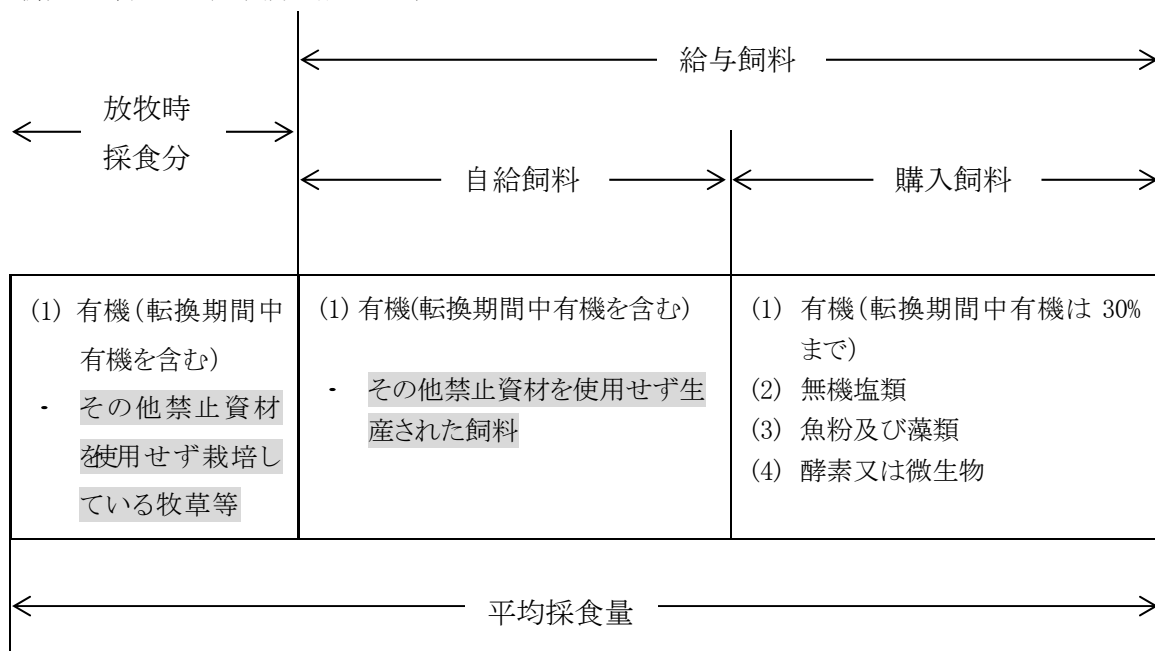 給与飼料
放牧時
採食分
自給飼料
購入飼料
(1) 有機(転換期間中
有機を含む)
- その他禁止資材
を使用せず栽培し
ている牧草等
(1) 有機(転換期間中有機を含む)
- その他禁止資材を使用せず生
産された飼料
(1) 有機(転換期間中有機は 30%
まで)
(2) 無機塩類
(3) 魚粉及び藻類
(4) 酵素又は微生物
平均採食量